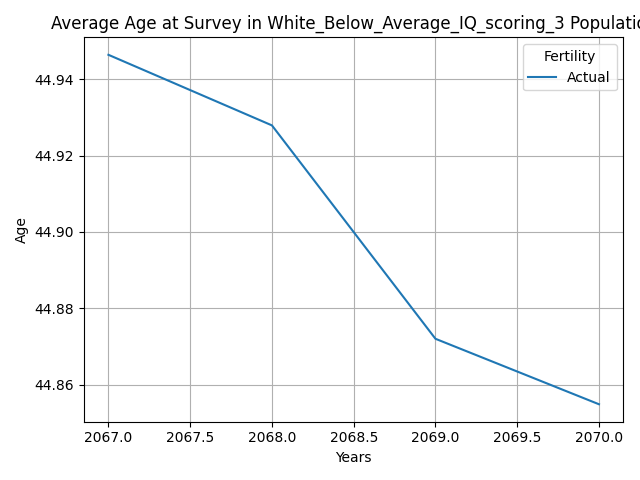 Average Age at Survey in White_Below_Average_IQ_scoring_3 Populatio
Fertility
Actual
44.94
44.92
44.90
44.88
44.86
Age
2067.0 2067.5 2068.0 2068.5 2069.0 2069.5 2070.0
Years